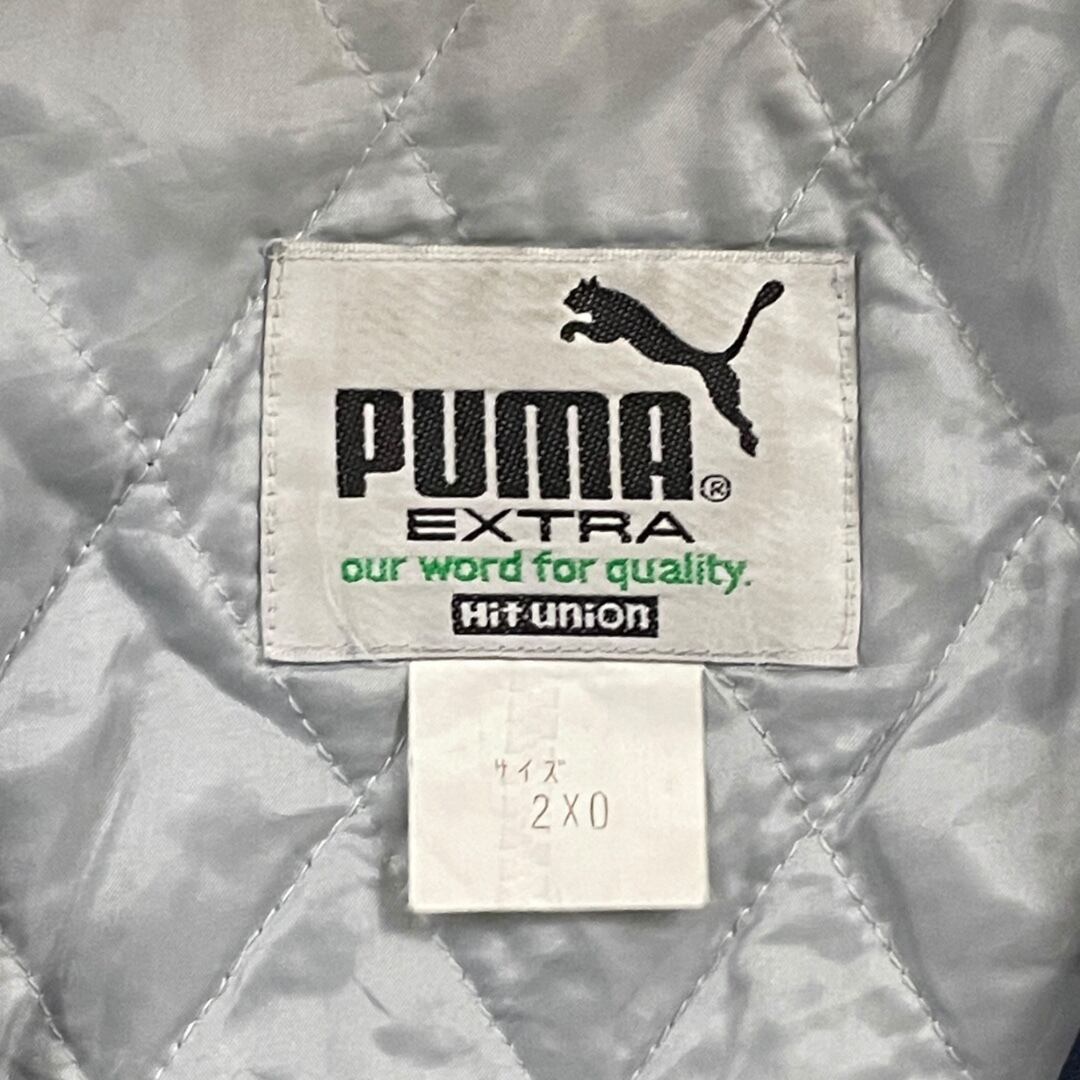 PUMA®
EXTRA
our word for quality.
Hit union
サイズ
2XO